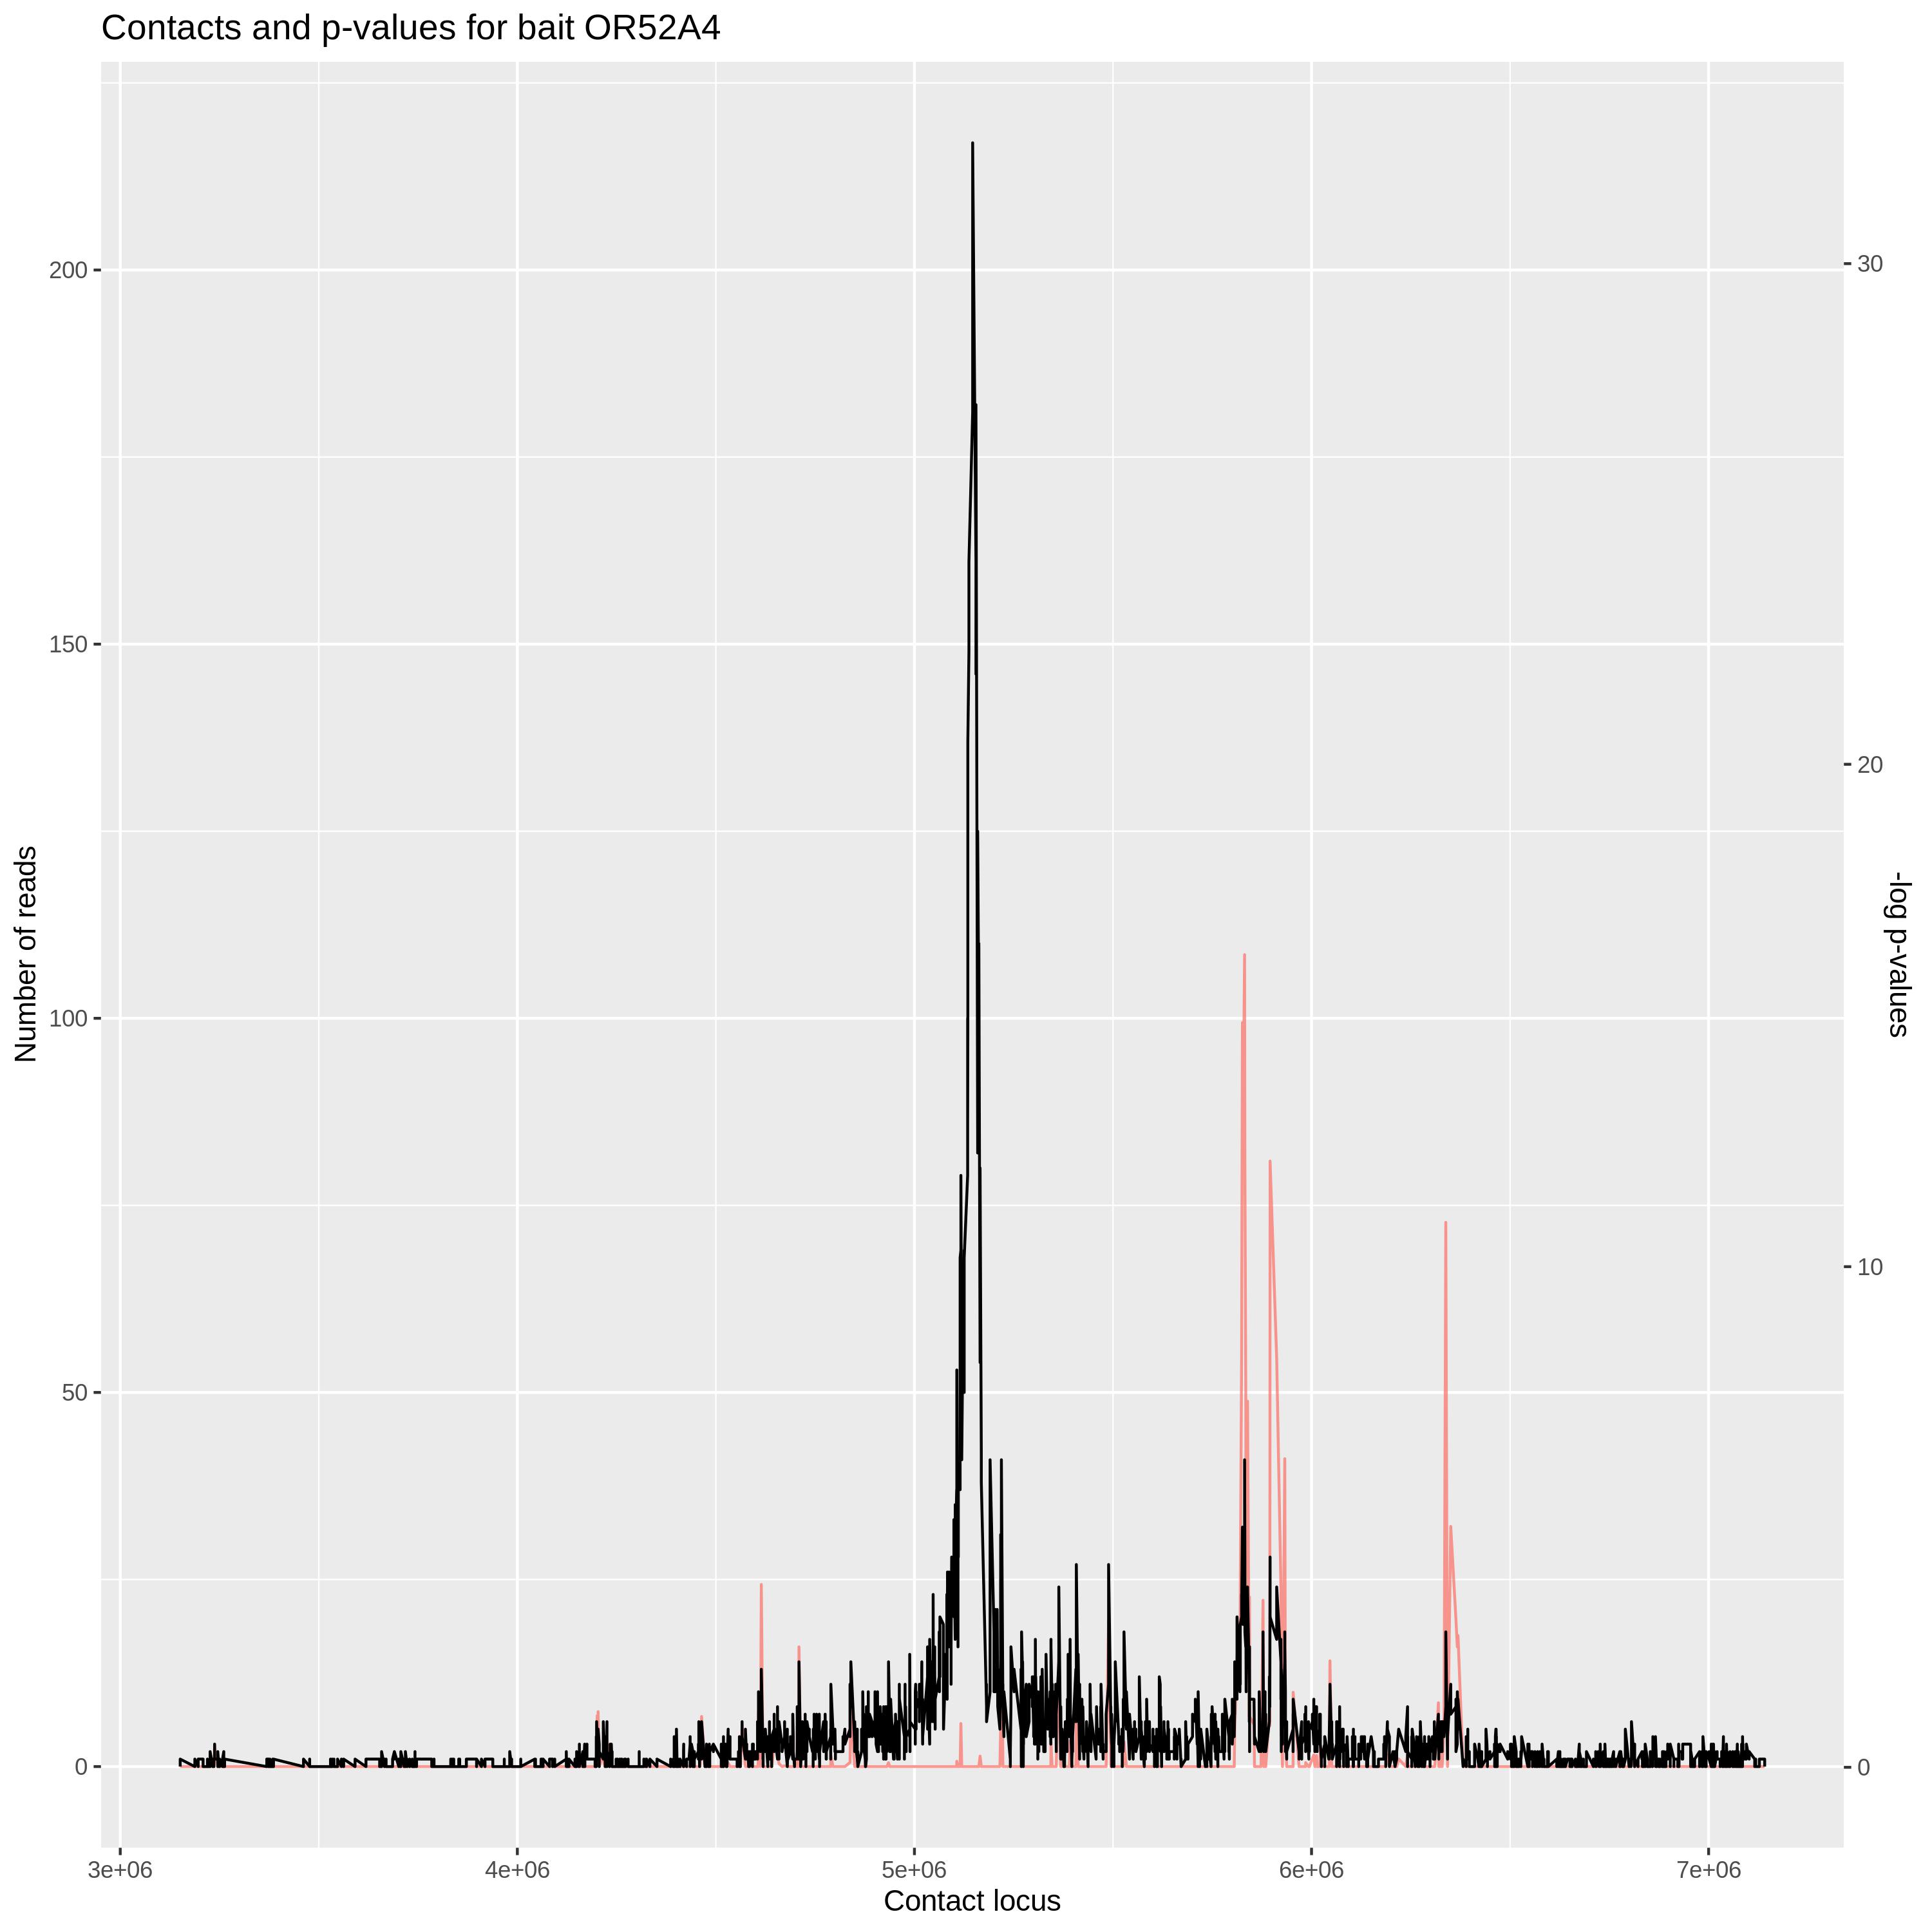 Contacts and p-values for bait OR52A4
200
150
100
50
0
Number of reads
30
20
10
0
-log p-values
3e+06
4e+06
5e+06
6e+06
7e+06
Contact locus